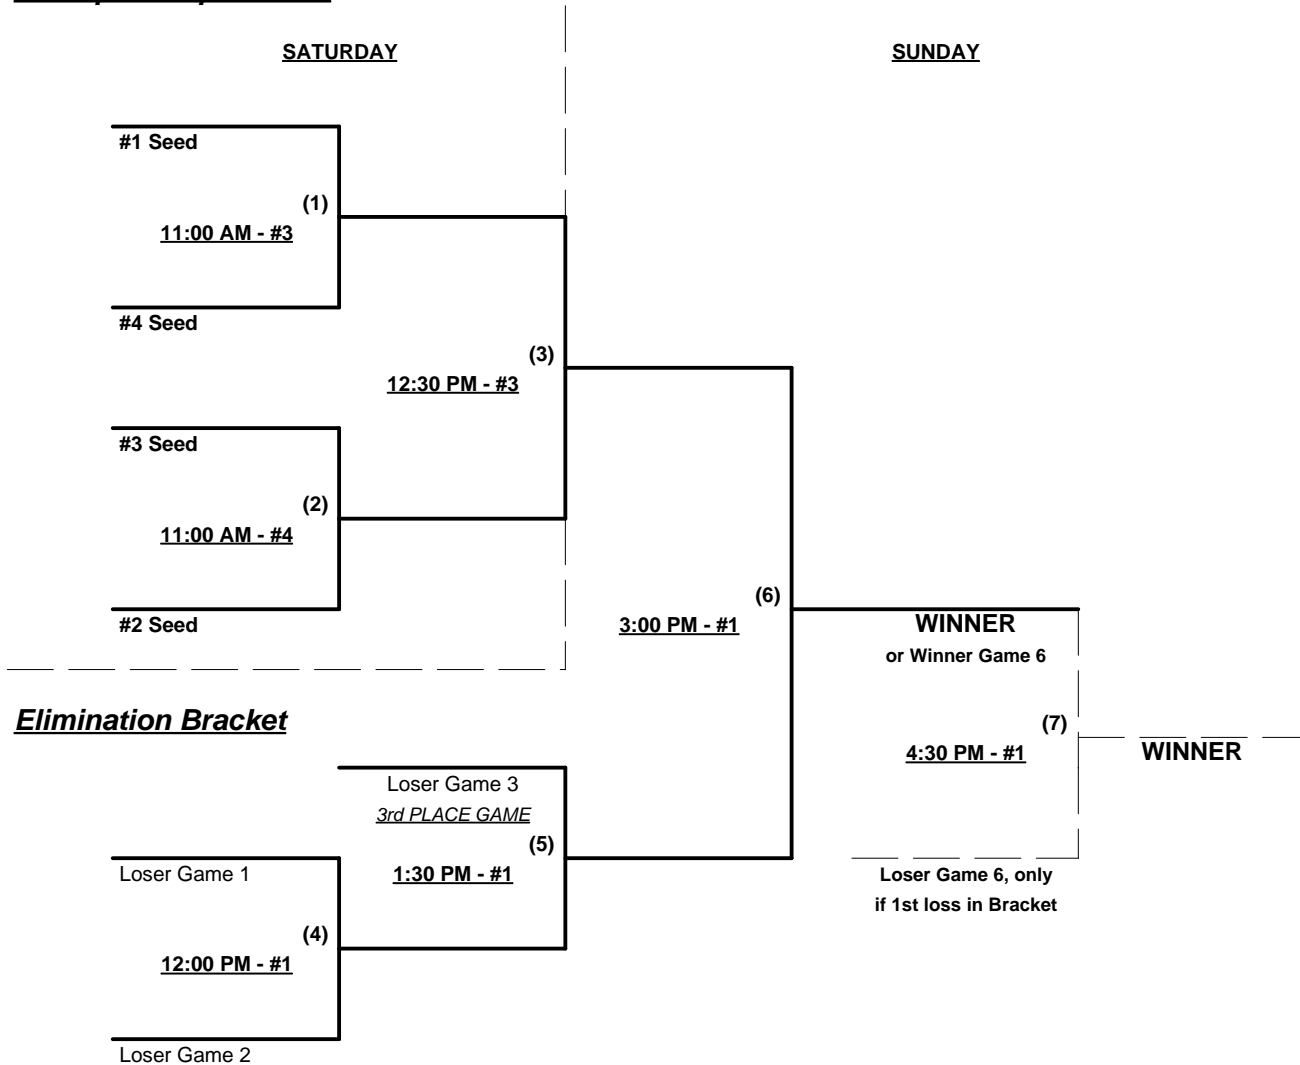 SATURDAY
SUNDAY
#1 Seed
(1)
11:00 AM - #3
#4 Seed
(3)
12:30 PM - #3
#3 Seed
(2)
11:00 AM - #4
#2 Seed
(6)
3:00 PM - #1
WINNER
or Winner Game 6
Elimination Bracket
(7)
4:30 PM - #1
WINNER
Loser Game 3
3rd PLACE GAME
(5)
1:30 PM - #1
Loser Game 1
Loser Game 6, only
if 1st loss in Bracket
(4)
12:00 PM - #1
Loser Game 2